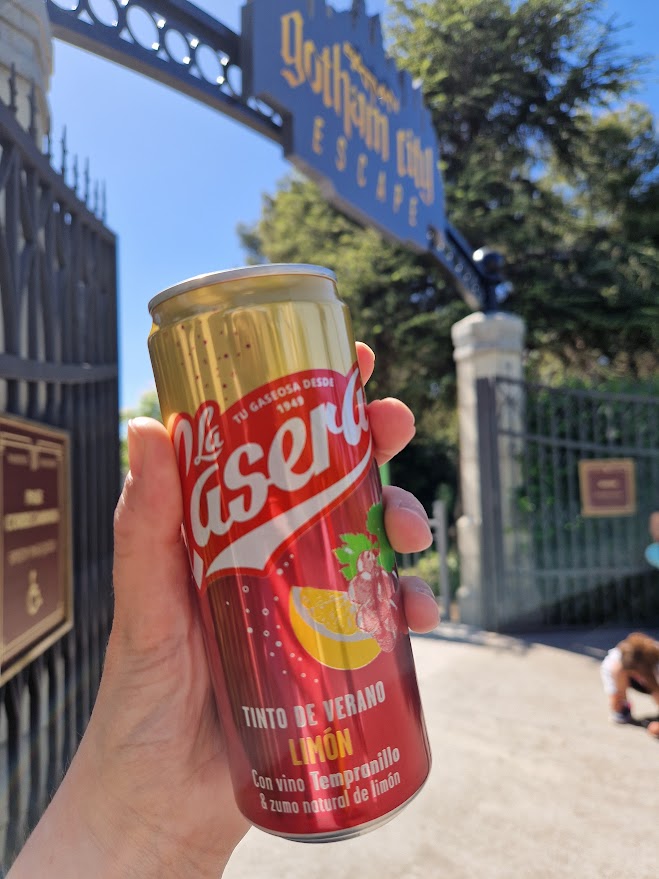 Gotham City
ESCAPE
TU GASEOSA DESDE
1949
La
Casera
TINTO DE VERANO
LIMÓN
Con vino Tempranillo
& zumo natural de limón